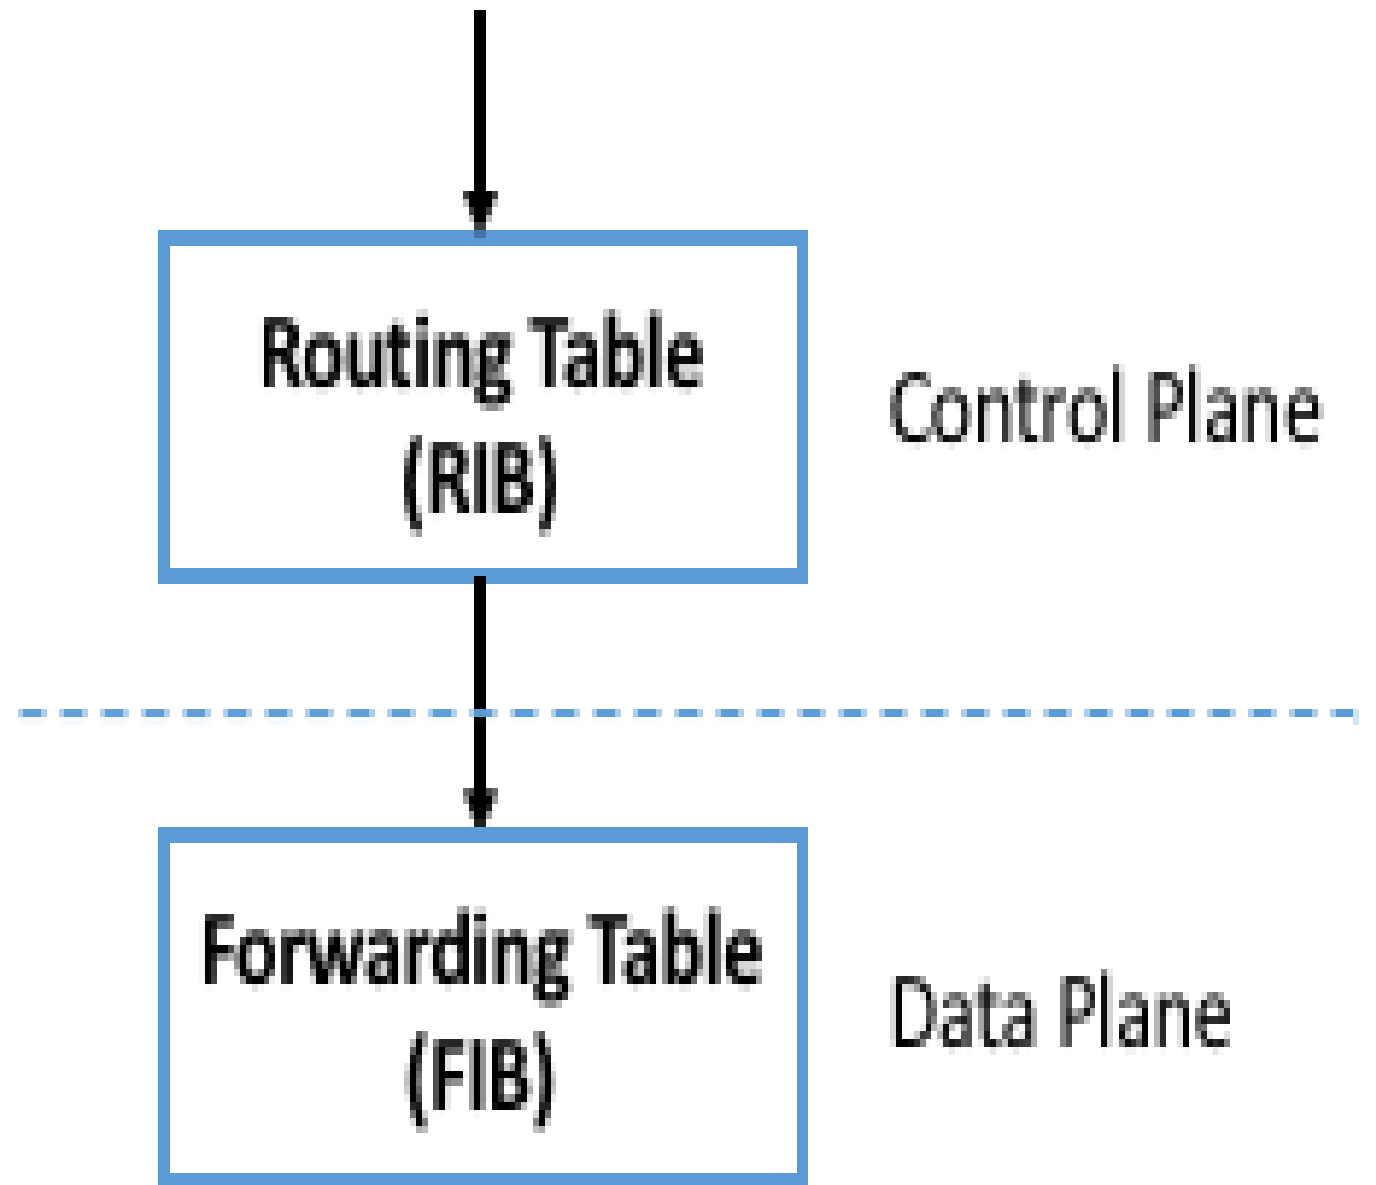 Routing Table
(RIB)
Control Plane
Forwarding Table
(FIB)
Data Plane